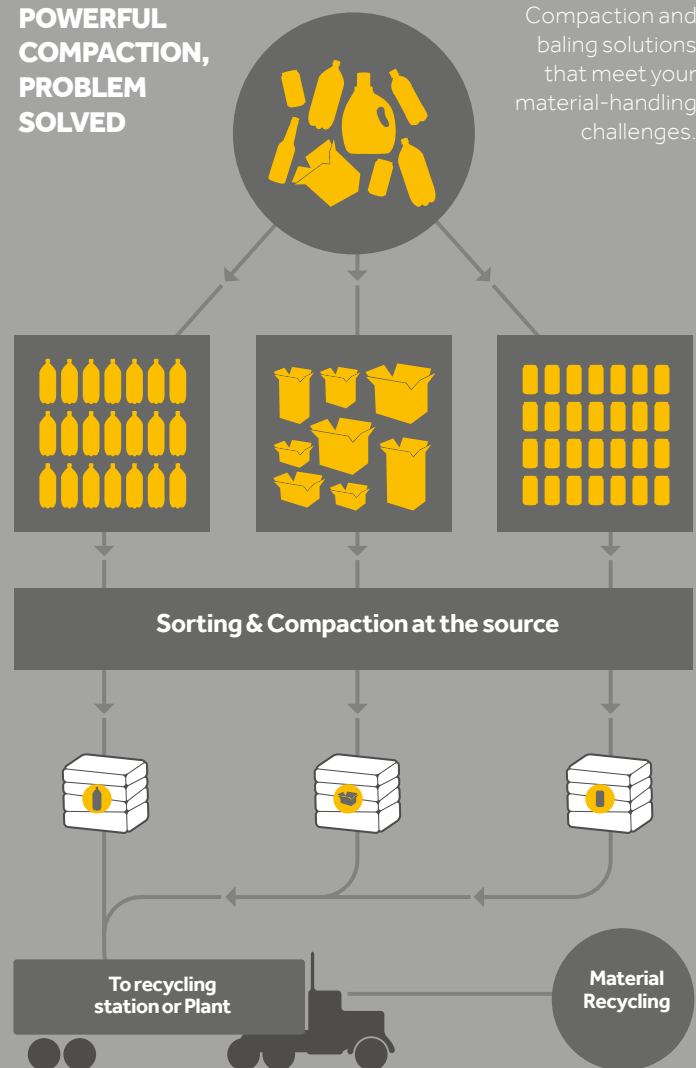 POWERFUL
COMPACTION,
PROBLEM
SOLVED
Compaction and
baling solutions
that meet your
material-handling
challenges.
Sorting & Compaction at the source
To recycling
station or Plant
Material
Recycling